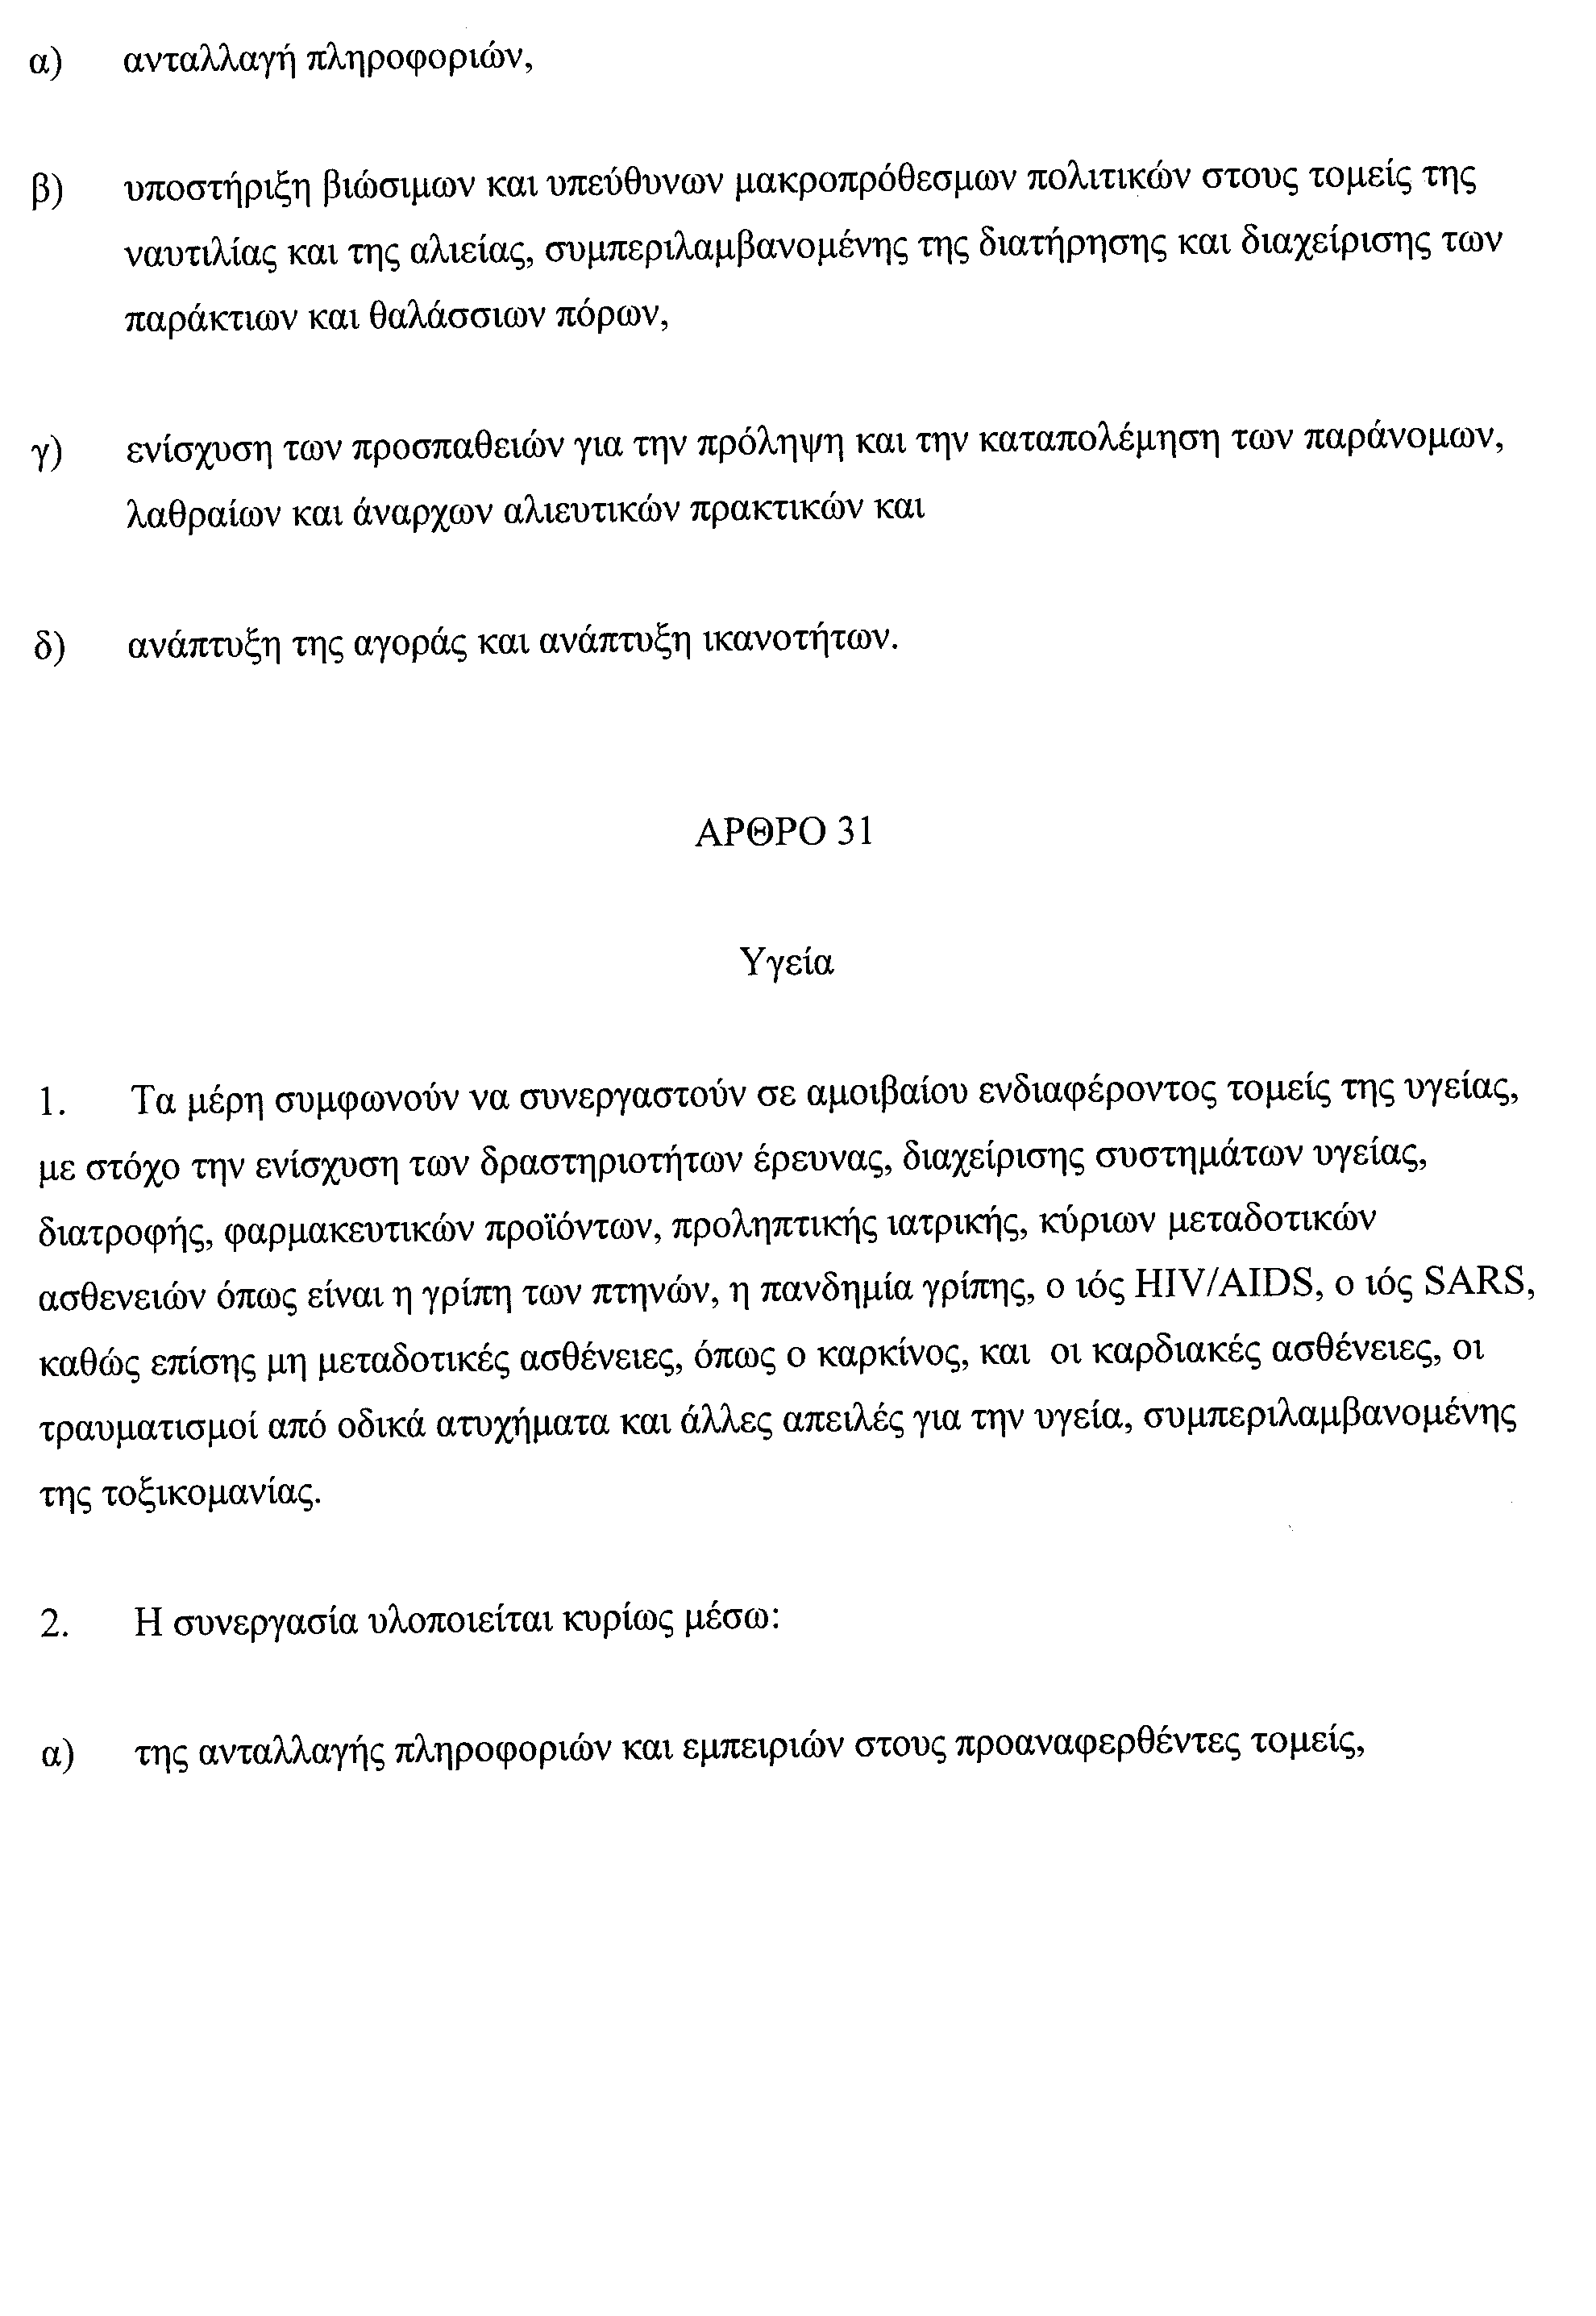 α) ανταλλαγή πληροφοριών,
β) υποστήριξη βιώσιμων και υπεύθυνων μακροπρόθεσμων πολιτικών στους τομείς της
ναυτιλίας και της αλιείας, συμπεριλαμβανομένης της διατήρησης και διαχείρισης των
παράκτιων και θαλάσσιων πόρων,
γ) ενίσχυση των προσπαθειών για την πρόληψη και την καταπολέμηση των παράνομων,
λαθραίων και άναρχων αλιευτικών πρακτικών και
δ) ανάπτυξη της αγοράς και ανάπτυξη ικανοτήτων.
ΑΡΘΡΟ 31
Υγεία
1. Τα μέρη συμφωνούν να συνεργαστούν σε αμοιβαίου ενδιαφέροντος τομείς της υγείας,
με στόχο την ενίσχυση των δραστηριοτήτων έρευνας, διαχείρισης συστημάτων υγείας,
διατροφής, φαρμακευτικών προϊόντων, προληπτικής ιατρικής, κύριων μεταδοτικών
ασθενειών όπως είναι η γρίπη των πτηνών, η πανδημία γρίπης, ο ιός HIV/AIDS, ο ιός SARS,
καθώς επίσης μη μεταδοτικές ασθένειες, όπως ο καρκίνος, και οι καρδιακές ασθένειες, οι
τραυματισμοί από οδικά ατυχήματα και άλλες απειλές για την υγεία, συμπεριλαμβανομένης
της τοξικομανίας.
2. Η συνεργασία υλοποιείται κυρίως μέσω:
α) της ανταλλαγής πληροφοριών και εμπειριών στους προαναφερθέντες τομείς,